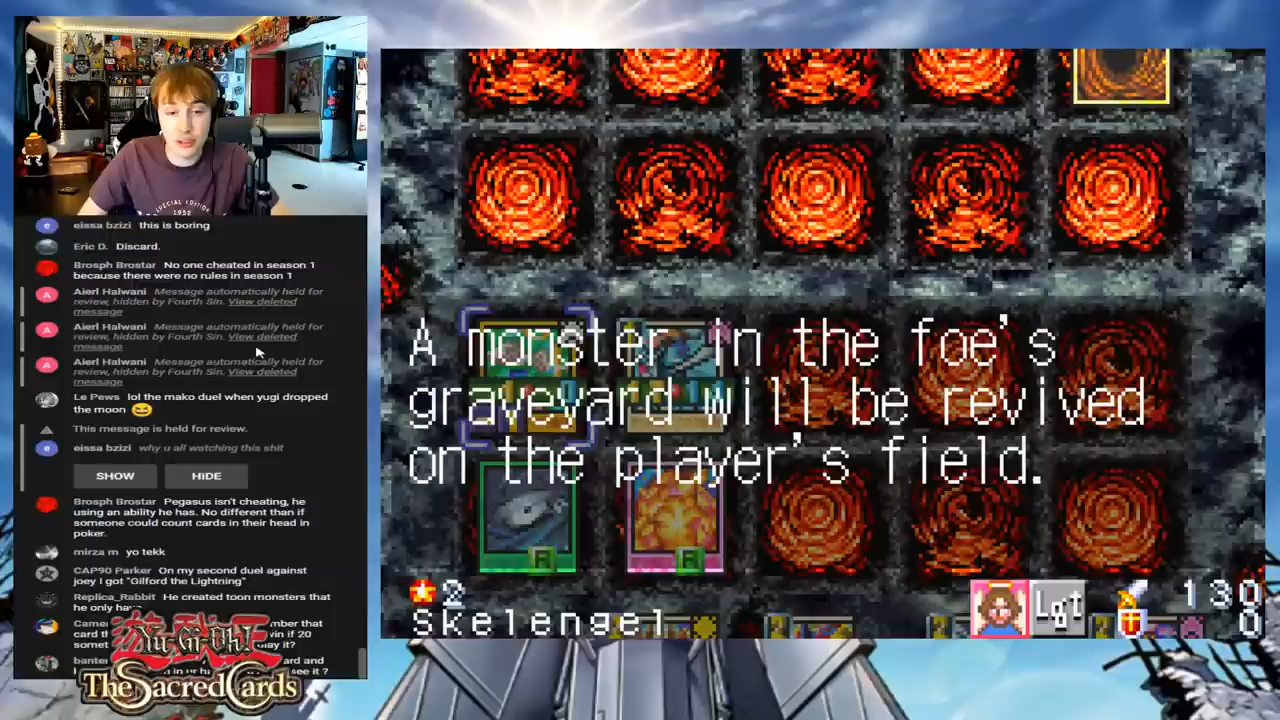 SPECIAL EDITION
1952
eissa bzizi this is boring
Eric D. Discard.
Brosph Brostar No one cheated in season 1
because there were no rules in season 1
Aierl Halwani Message automatically held for
review, hidden by Fourth Sin. View deleted
message
Aierl Halwani Message automatically held for
review, hidden by Fourth Sin. View deleted
message
Aierl Halwani Message automatically held for
review, hidden by Fourth Sin. View deleted
message
Le Pews lol the mako duel when yugi dropped
the moon 😆
This message is held for review.
eissa bzizi why u all watching this shit
SHOW HIDE
Brosph Brostar Pegasus isn't cheating, he
using an ability he has. No different than if
someone could count cards in their head in
poker.
mirza m yo tekk
CAP90 Parker On my second duel against
joey I got "Gilford the Lightning"
Replica_Rabbit He created toon monsters that
he only
card
Yu-Gi-Oh!
The Sacred Cards
A monster in the foe's
graveyard will be revived
on the player's field.
R R
2
Skelengel
Lgt
130
0